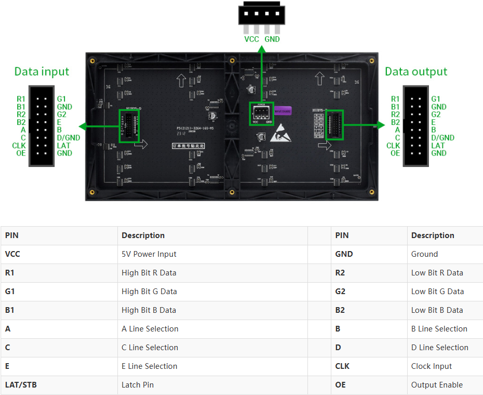 VCC GND
Data input
Data output
R1 G1
B1 GND
R2 G2
B2 E
A B
C D/GND
CLK LAT
OE GND
R1 G1
B1 GND
R2 G2
B2 E
A B
C D/GND
CLK LAT
OE GND
PIN Description PIN Description
VCC 5V Power Input GND Ground
R1 High Bit R Data R2 Low Bit R Data
G1 High Bit G Data G2 Low Bit G Data
B1 High Bit B Data B2 Low Bit B Data
A A Line Selection B B Line Selection
C C Line Selection D D Line Selection
E E Line Selection CLK Clock Input
LAT/STB Latch Pin OE Output Enable